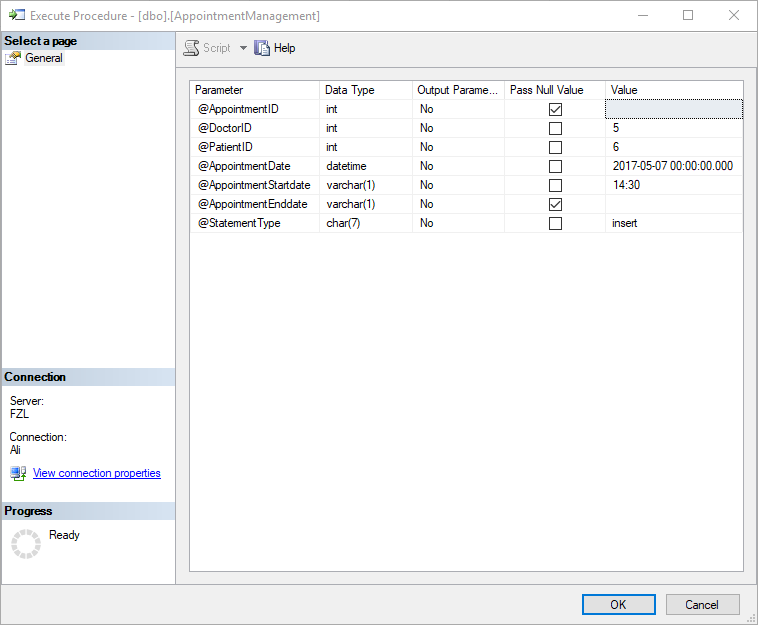 Execute Procedure - [dbo].[AppointmentManagement]
Select a page
General
Script Help
Parameter Data Type Output Parame... Pass Null Value Value
@AppointmentID int No
@DoctorID int No 5
@PatientID int No 6
@AppointmentDate datetime No 2017-05-07 00:00:00.000
@AppointmentStartdate varchar(1) No 14:30
@AppointmentEnddate varchar(1) No
@StatementType char(7) No insert
Connection
Server:
FZL
Connection:
Ali
View connection properties
Progress
Ready
OK Cancel